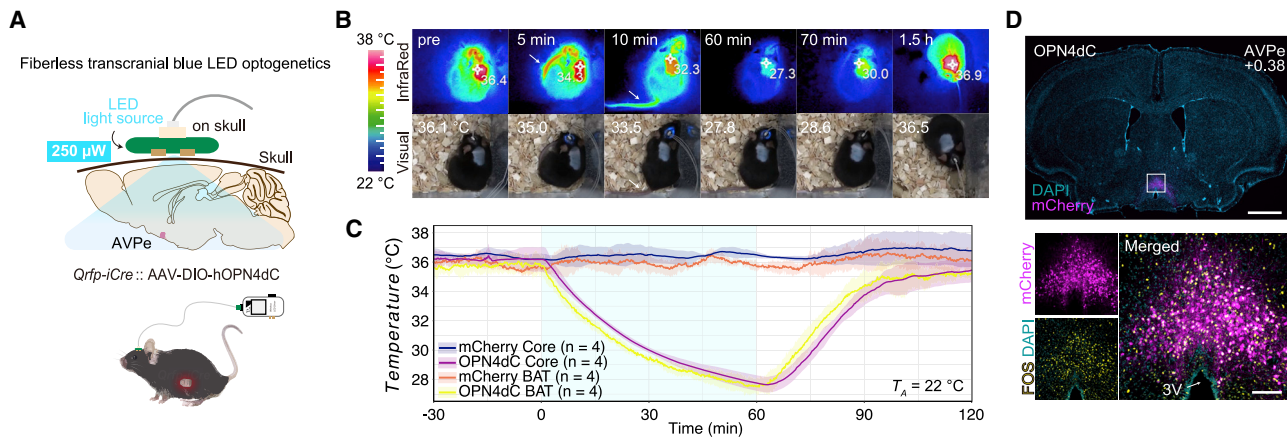 A
Fiberless transcranial blue LED optogenetics
LED
light source
on skull
250 µW
Skull
AVPe
Qrfp-iCre :: AAV-DIO-hOPN4dC
B
38 °C
22 °C
InfraRed
Visual
pre
5 min
10 min
60 min
70 min
1.5 h
36.4
32.3
27.3
30.0
36.9
36.1 °C
35.0
33.5
27.8
28.6
36.5
C
Temperature (°C)
38
36
34
32
30
28
mCherry Core (n = 4)
OPN4dC Core (n = 4)
mCherry BAT (n = 4)
OPN4dC BAT (n = 4)
TA = 22 °C
-30
0
30
60
90
120
Time (min)
D
OPN4dC
AVPe
+0.38
DAPI
mCherry
mCherry
FOS DAPI
Merged
3V